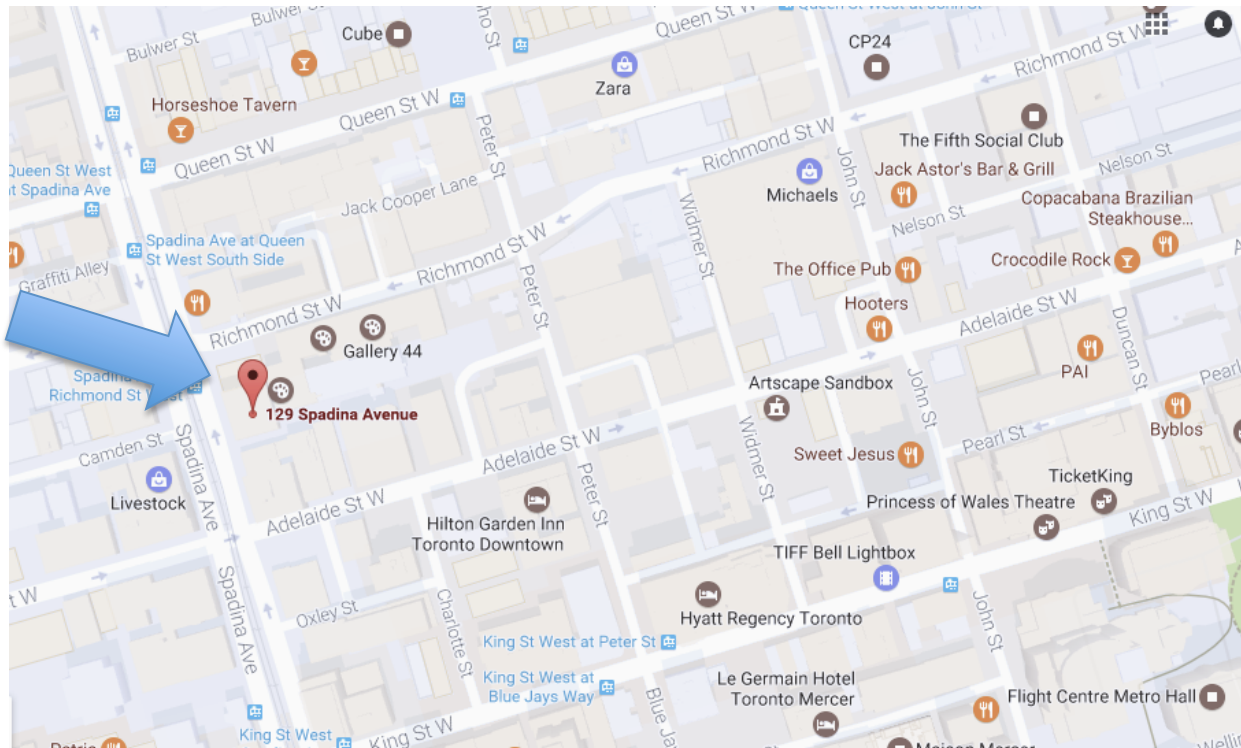 Bulwer St
Bulwer St
Cube
Horseshoe Tavern
Queen St W
Queen St W
Queen St W
Queen St West at John St
Zara
CP24
Richmond St W
The Fifth Social Club
Nelson St
Jack Astor's Bar & Grill
Copacabana Brazilian
Steakhouse...
Michaels
John St
Nelson St
Crocodile Rock
The Office Pub
Hooters
Adelaide St W
Duncan St
PAI
Pearl
Byblos
Queen St West
at Spadina Ave
Peter St
Jack Cooper Lane
Richmond St W
Widmer St
Spadina Ave at Queen
St West South Side
Graffiti Alley
Richmond St W
Richmond St W
Peter St
Gallery 44
129 Spadina Avenue
Spadina
Richmond St West
Camden St
Livestock
Spadina Ave
Adelaide St W
Adelaide St W
Artscape Sandbox
John St
Widmer St
Sweet Jesus
Pearl St
TicketKing
Princess of Wales Theatre
King St W
Hilton Garden Inn
Toronto Downtown
Peter St
TIFF Bell Lightbox
Hyatt Regency Toronto
John St
t W
Spadina Ave
Oxley St
Charlotte St
King St West at Peter St
King St West at
Blue Jays Way
Le Germain Hotel
Toronto Mercer
Flight Centre Metro Hall
King St West
King St W
Blue Ja
Maison Mercer